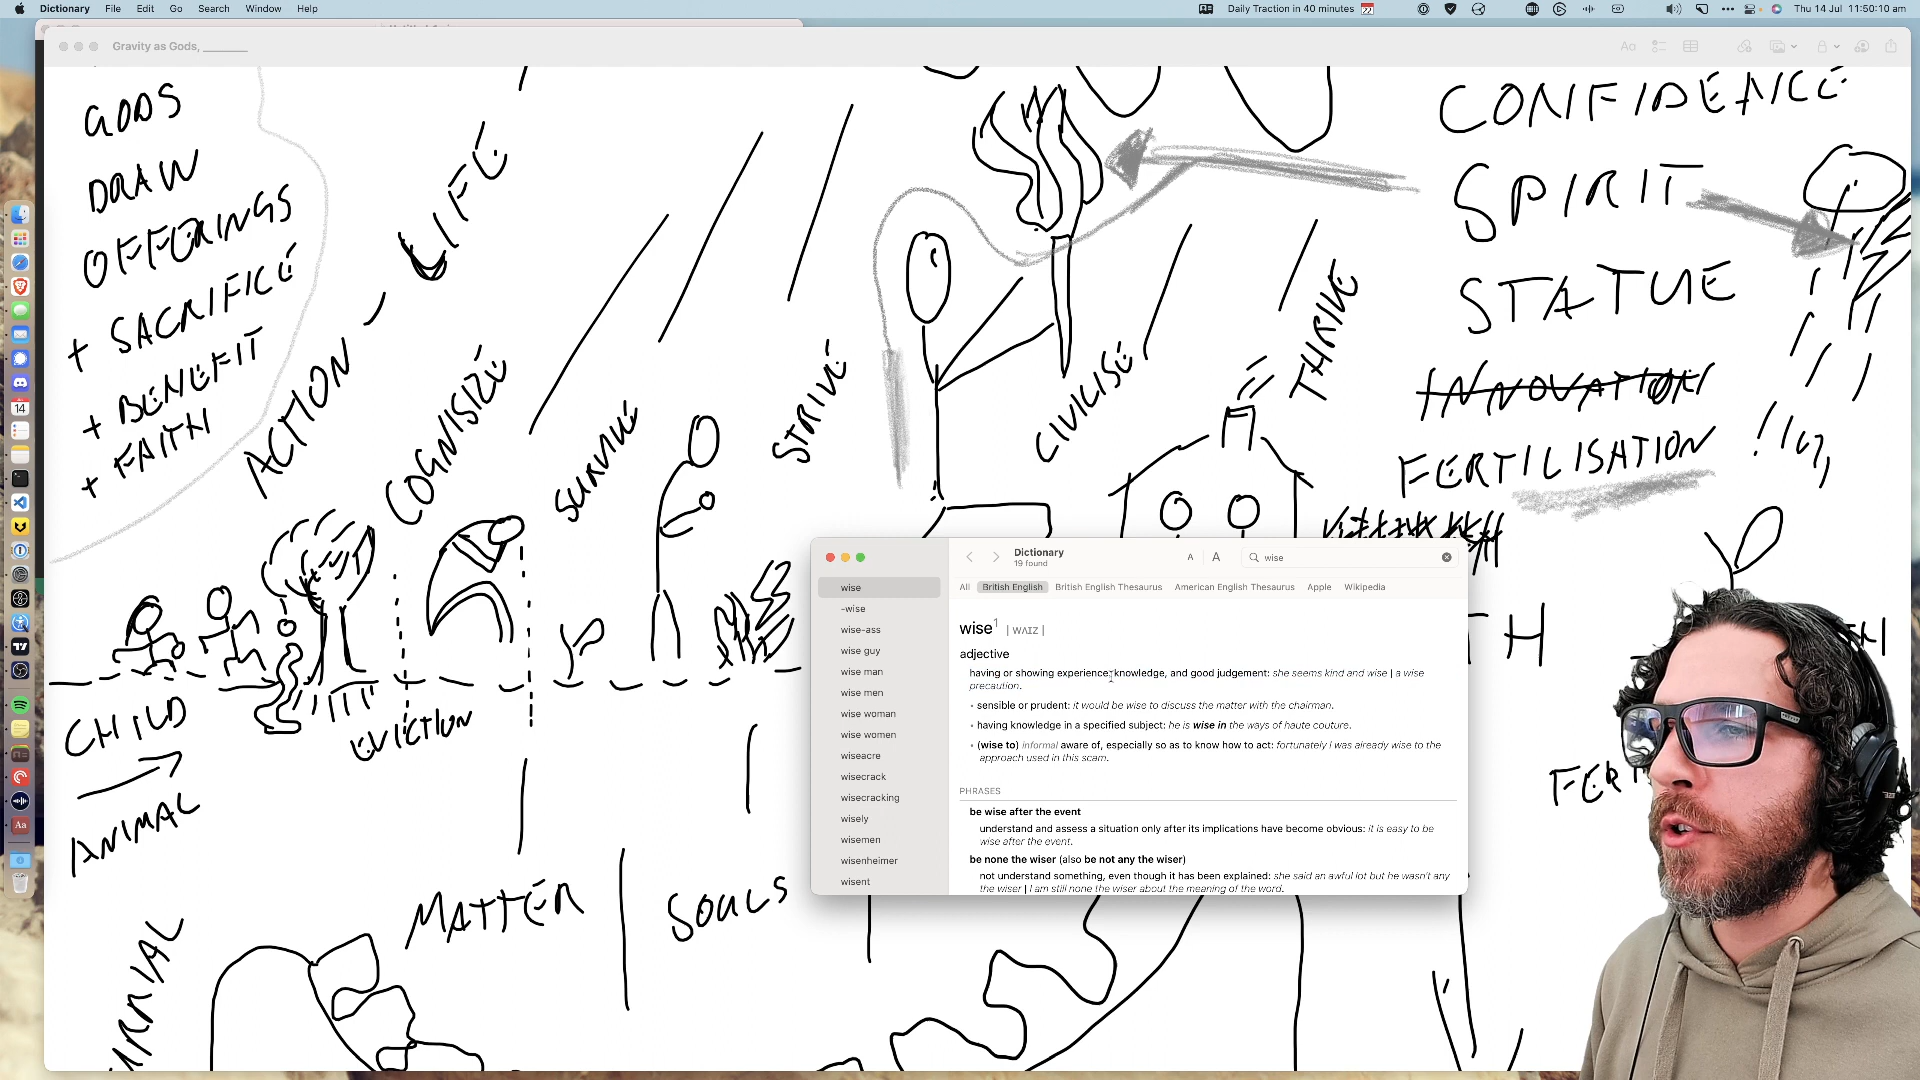 Dictionary File Edit Go Search Window Help
Daily Traction in 40 minutes
22
Thu 14 Jul 11:50:10 am
Gravity as Gods, ________
GODS
DRAW
OFFERINGS
+ SACRIFICE
+ BENEFIT
+ FAITH
ACTION - LIFE
COGNISIZE
SURVIVE
STRIVE
CIVILISE
THRIVE
CONFIDENCE
SPIRIT
STATUE
INNOVATION
FERTILISATION
CHILD
ANIMAL
EVICTION
MATTER
SOULS
14
Aa
Dictionary
19 found
A A
wise
All British English British English Thesaurus American English Thesaurus Apple Wikipedia
wise
-wise
wise-ass
wise guy
wise man
wise men
wise woman
wise women
wiseacre
wisecrack
wisecracking
wisely
wisemen
wisenheimer
wisent
wise¹ | wʌɪz |
adjective
having or showing experience, knowledge, and good judgement: she seems kind and wise | a wise
precaution.
• sensible or prudent: it would be wise to discuss the matter with the chairman.
• having knowledge in a specified subject: he is wise in the ways of haute couture.
• (wise to) informal aware of, especially so as to know how to act: fortunately I was already wise to the
approach used in this scam.
PHRASES
be wise after the event
understand and assess a situation only after its implications have become obvious: it is easy to be
wise after the event.
be none the wiser (also be not any the wiser)
not understand something, even though it has been explained: she said an awful lot but he wasn't any
the wiser | I am still none the wiser about the meaning of the word.